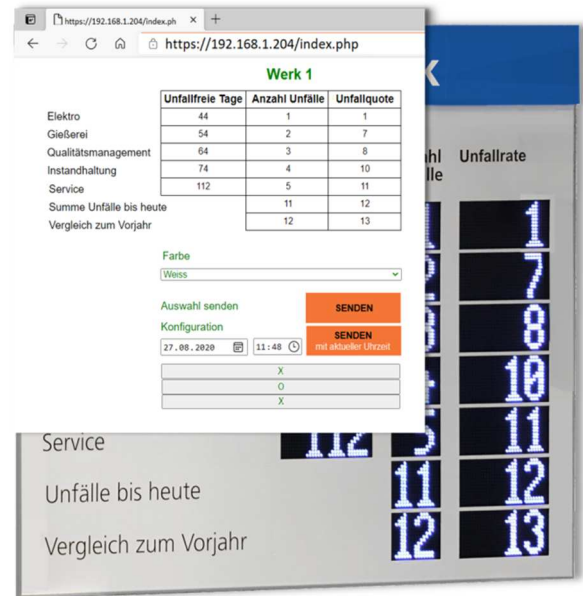 https://192.168.1.204/index.ph
https://192.168.1.204/index.php
Werk 1
Unfallfreie Tage Anzahl Unfälle Unfallquote
Elektro 44 1 1
Gießerei 54 2 7
Qualitätsmanagement 64 3 8
Instandhaltung 74 4 10
Service 112 5 11
Summe Unfälle bis heute 11 12
Vergleich zum Vorjahr 12 13
Farbe
Weiss
Auswahl senden SENDEN
Konfiguration
27.08.2020 11:48 SENDEN
mit aktueller Uhrzeit
X
O
X
Unfallrate
1
7
8
10
Service 112 5 11
Unfälle bis heute 11 12
Vergleich zum Vorjahr 12 13